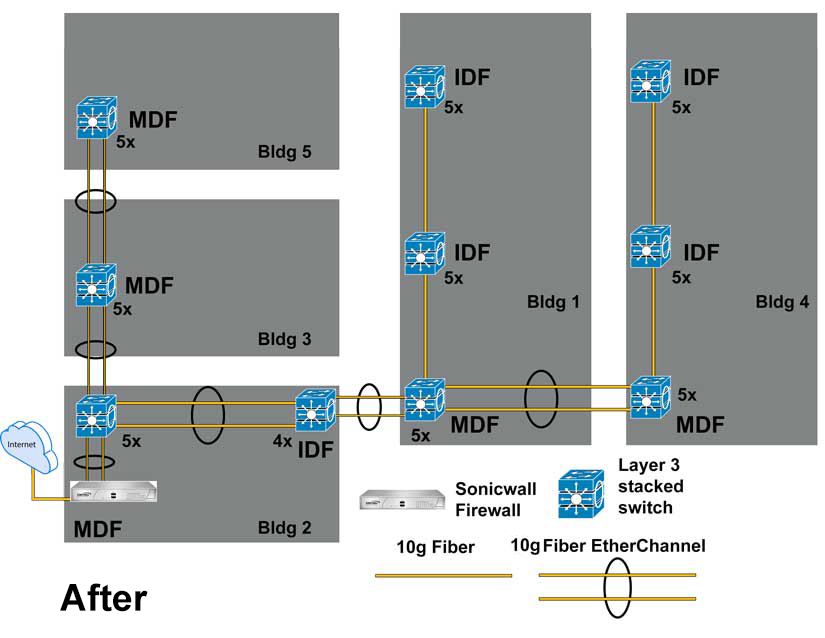 MDF
5x
Bldg 5
MDF
5x
Bldg 3
Internet
5x
4x
IDF
MDF
Bldg 2
IDF
5x
IDF
5x
Bldg 1
MDF
5x
IDF
5x
IDF
5x
Bldg 4
5x
MDF
Sonicwall
Firewall
Layer 3
stacked
switch
10g Fiber
10g Fiber EtherChannel
After